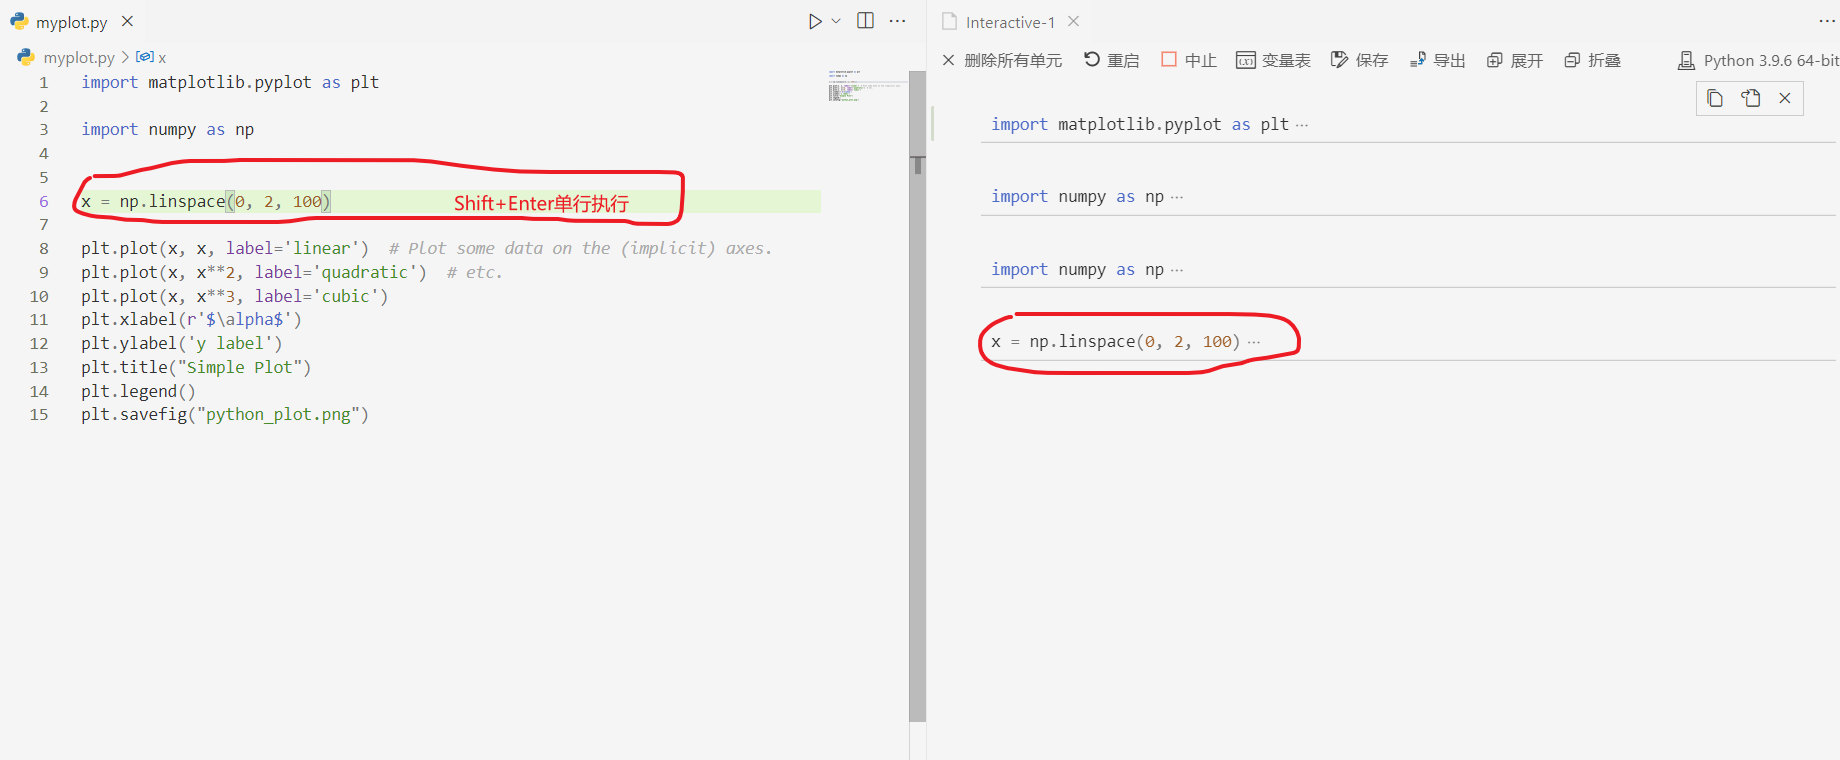 myplot.py
myplot.py > x
1 import matplotlib.pyplot as plt
2
3 import numpy as np
4
5
6 x = np.linspace(0, 2, 100)
Shift+Enter单行执行
7
8 plt.plot(x, x, label='linear')  # Plot some data on the (implicit) axes.
9 plt.plot(x, x**2, label='quadratic')  # etc.
10 plt.plot(x, x**3, label='cubic')
11 plt.xlabel(r'$\alpha$')
12 plt.ylabel('y label')
13 plt.title("Simple Plot")
14 plt.legend()
15 plt.savefig("python_plot.png")
Interactive-1
删除所有单元 重启 中止 变量表 保存 导出 展开 折叠 Python 3.9.6 64-bit
import matplotlib.pyplot as plt ···
import numpy as np ···
import numpy as np ···
x = np.linspace(0, 2, 100) ···